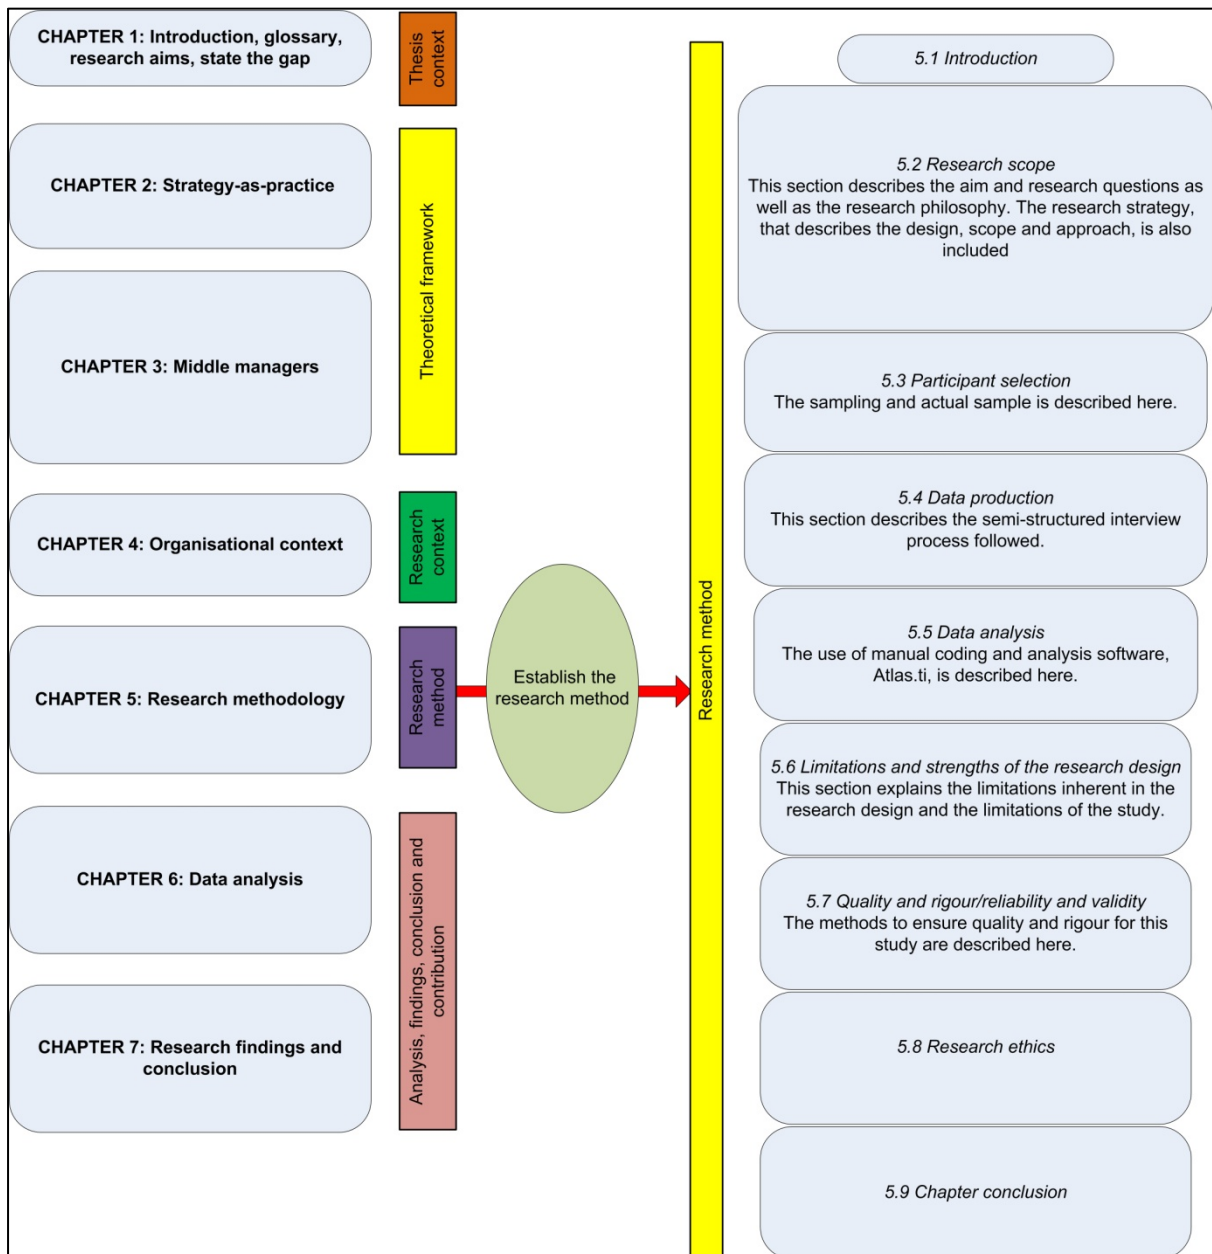 CHAPTER 1: Introduction, glossary,
research aims, state the gap
Thesis
context
CHAPTER 2: Strategy-as-practice
CHAPTER 3: Middle managers
Theoretical framework
CHAPTER 4: Organisational context
Research
context
CHAPTER 5: Research methodology
Research
method
CHAPTER 6: Data analysis
CHAPTER 7: Research findings and
conclusion
Analysis, findings, conclusion and
contribution
Establish the
research method
Research method
5.1 Introduction
5.2 Research scope
This section describes the aim and research questions as
well as the research philosophy. The research strategy,
that describes the design, scope and approach, is also
included
5.3 Participant selection
The sampling and actual sample is described here.
5.4 Data production
This section describes the semi-structured interview
process followed.
5.5 Data analysis
The use of manual coding and analysis software,
Atlas.ti, is described here.
5.6 Limitations and strengths of the research design
This section explains the limitations inherent in the
research design and the limitations of the study.
5.7 Quality and rigour/reliability and validity
The methods to ensure quality and rigour for this
study are described here.
5.8 Research ethics
5.9 Chapter conclusion